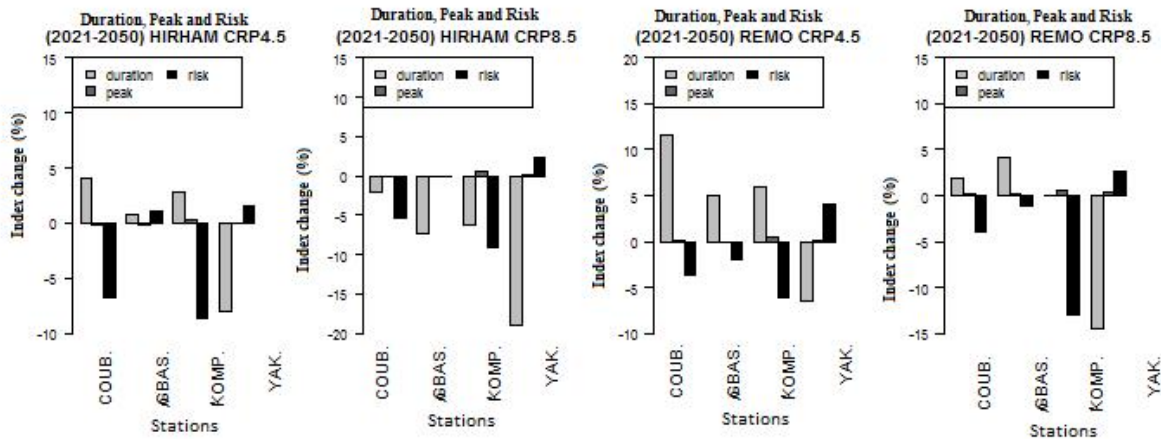 Duration, Peak and Risk
(2021-2050) HIRHAM CRP4.5
15
10
5
0
-5
-10
Index change (%)
duration
risk
peak
COUB.
GBAS.
KOMP.
YAK.
Stations
Duration, Peak and Risk
(2021-2050) HIRHAM CRP8.5
15
10
5
0
-5
-10
-15
-20
Index change (%)
duration
risk
peak
COUB.
GBAS.
KOMP.
YAK.
Stations
Duration, Peak and Risk
(2021-2050) REMO CRP4.5
20
15
10
5
0
-5
-10
Index change (%)
duration
risk
peak
COUB.
GBAS.
KOMP.
YAK.
Stations
Duration, Peak and Risk
(2021-2050) REMO CRP8.5
15
10
5
0
-5
-10
-15
Index change (%)
duration
risk
peak
COUB.
GBAS.
KOMP.
YAK.
Stations